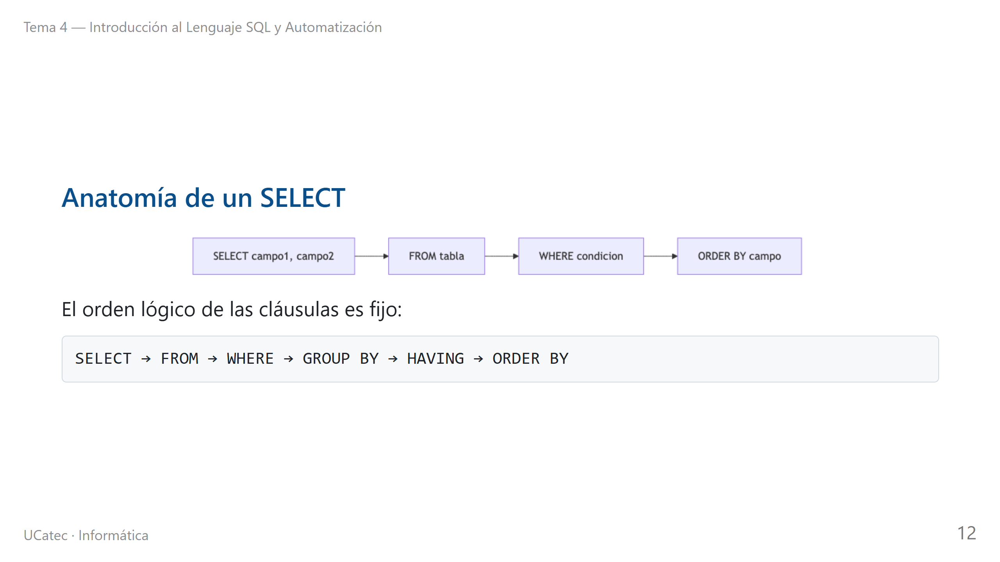 Tema 4 — Introducción al Lenguaje SQL y Automatización
Anatomía de un SELECT
SELECT campo1, campo2
FROM tabla
WHERE condicion
ORDER BY campo
El orden lógico de las cláusulas es fijo:
SELECT → FROM → WHERE → GROUP BY → HAVING → ORDER BY
UCatec · Informática
12